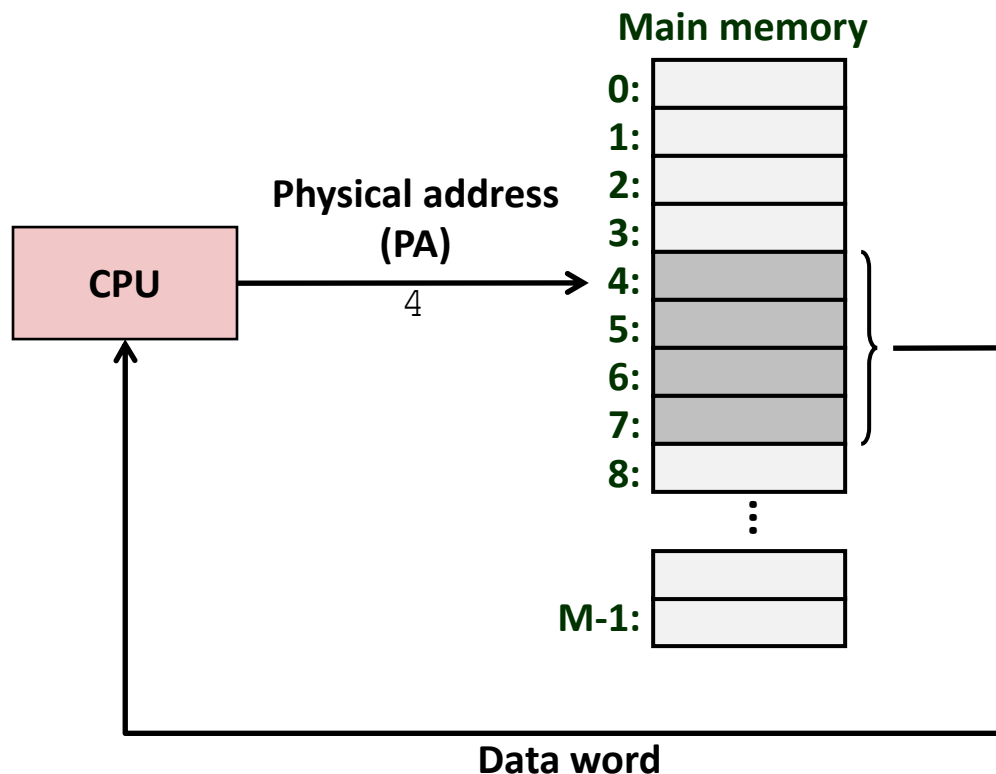 Main memory
0:
1:
2:
Physical address
(PA)
3:
CPU
4
4:
5:
6:
7:
8:
⋮
M-1:
Data word